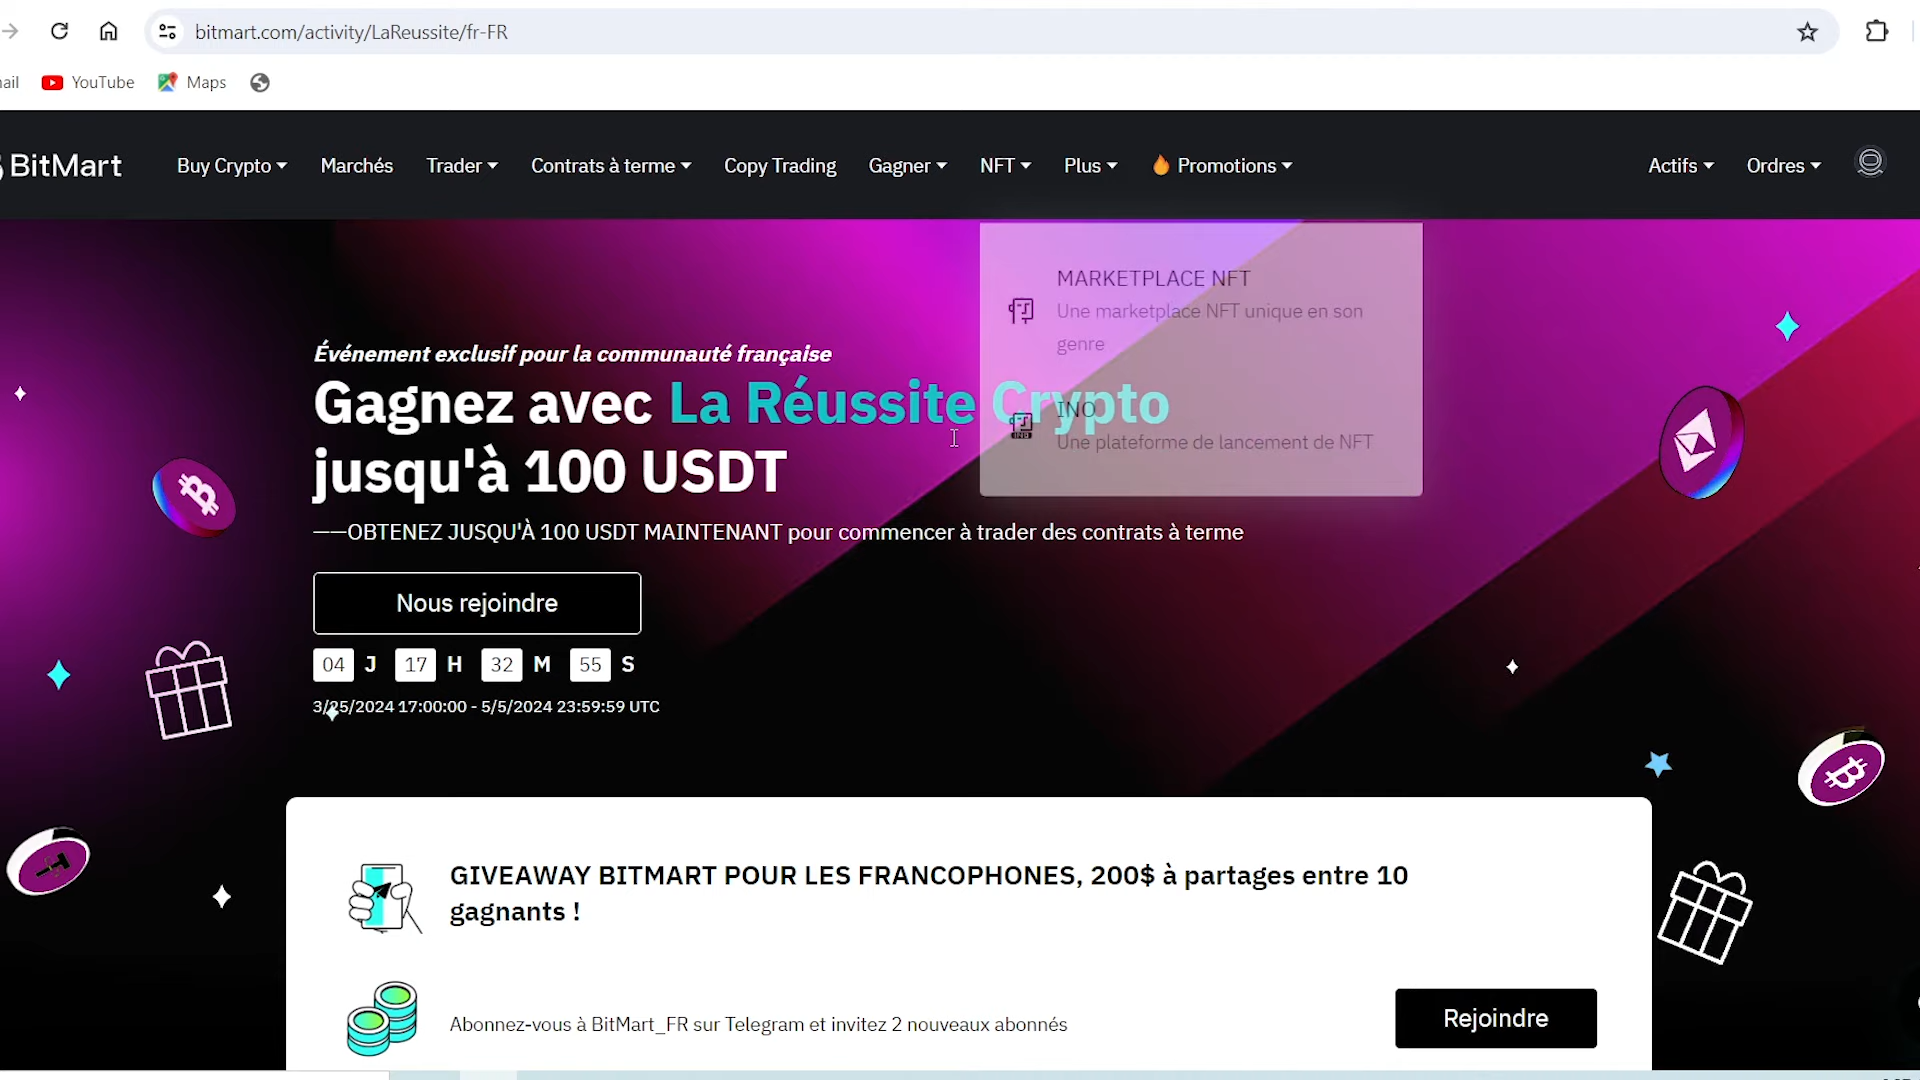 bitmart.com/activity/LaReussite/fr-FR
ail YouTube Maps
BitMart Buy Crypto Marchés Trader Contrats à terme Copy Trading Gagner NFT Plus Promotions Actifs Ordres
MARKETPLACE NFT
Une marketplace NFT unique en son
genre
INO
Une plateforme de lancement de NFT
Événement exclusif pour la communauté française
Gagnez avec La Réussite Crypto
jusqu'à 100 USDT
——OBTENEZ JUSQU'À 100 USDT MAINTENANT pour commencer à trader des contrats à terme
Nous rejoindre
04 J 17 H 32 M 55 S
3/25/2024 17:00:00 - 5/5/2024 23:59:59 UTC
GIVEAWAY BITMART POUR LES FRANCOPHONES, 200$ à partages entre 10
gagnants !
Abonnez-vous à BitMart_FR sur Telegram et invitez 2 nouveaux abonnés
Rejoindre